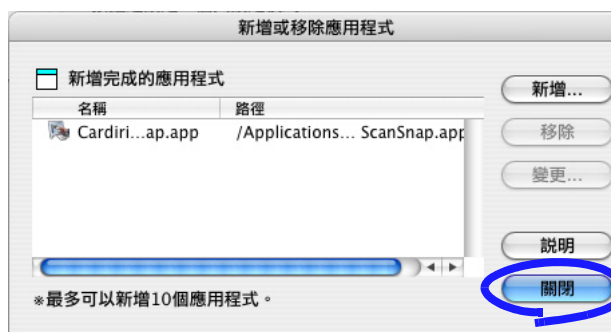 新增或移除應用程式
新增完成的應用程式
名稱 路徑
Cardiri...ap.app /Applications... ScanSnap.app
新增...
移除
變更...
說明
關閉
※最多可以新增10個應用程式。